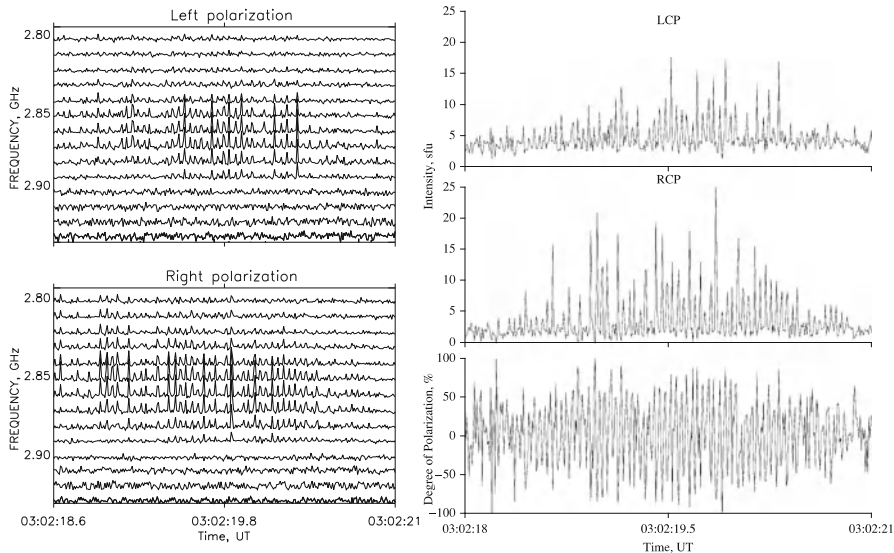 Left polarization
2.80
2.85
2.90
FREQUENCY, GHz
Right polarization
2.80
2.85
2.90
FREQUENCY, GHz
03:02:18.6
03:02:19.8
03:02:21
Time, UT
LCP
25
20
15
10
5
0
Intensity, sfu
RCP
25
20
15
10
5
0
100
50
0
−50
−100
Degree of Polarization, %
03:02:18
03:02:19.5
03:02:21
Time, UT